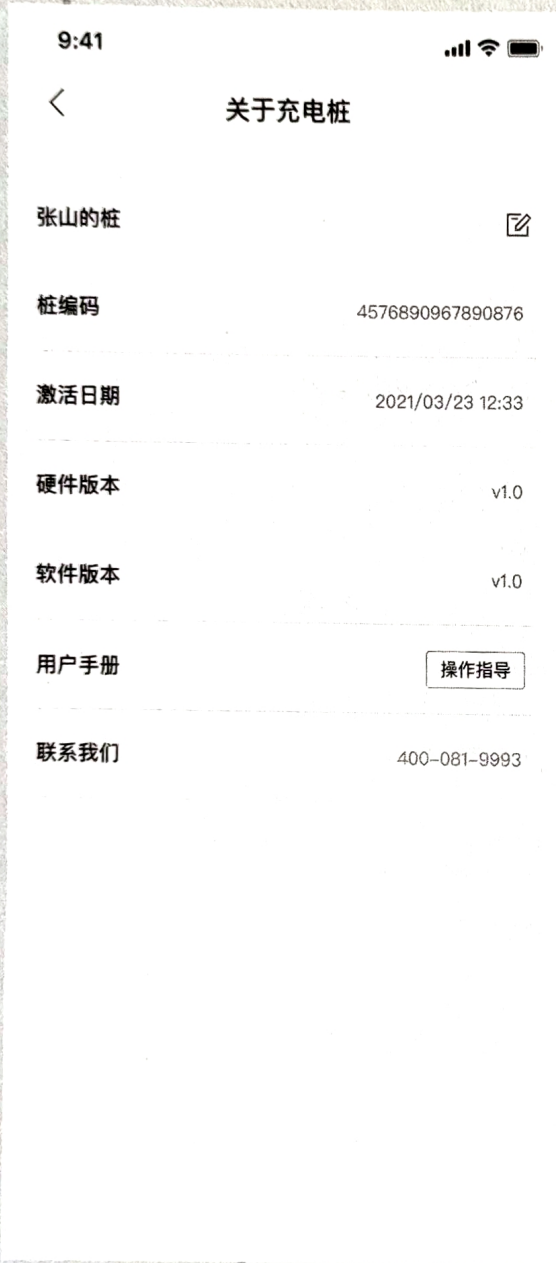 9:41
关于充电桩
张山的桩
桩编码 4576890967890876
激活日期 2021/03/23 12:33
硬件版本 v1.0
软件版本 v1.0
用户手册 操作指导
联系我们 400-081-9993